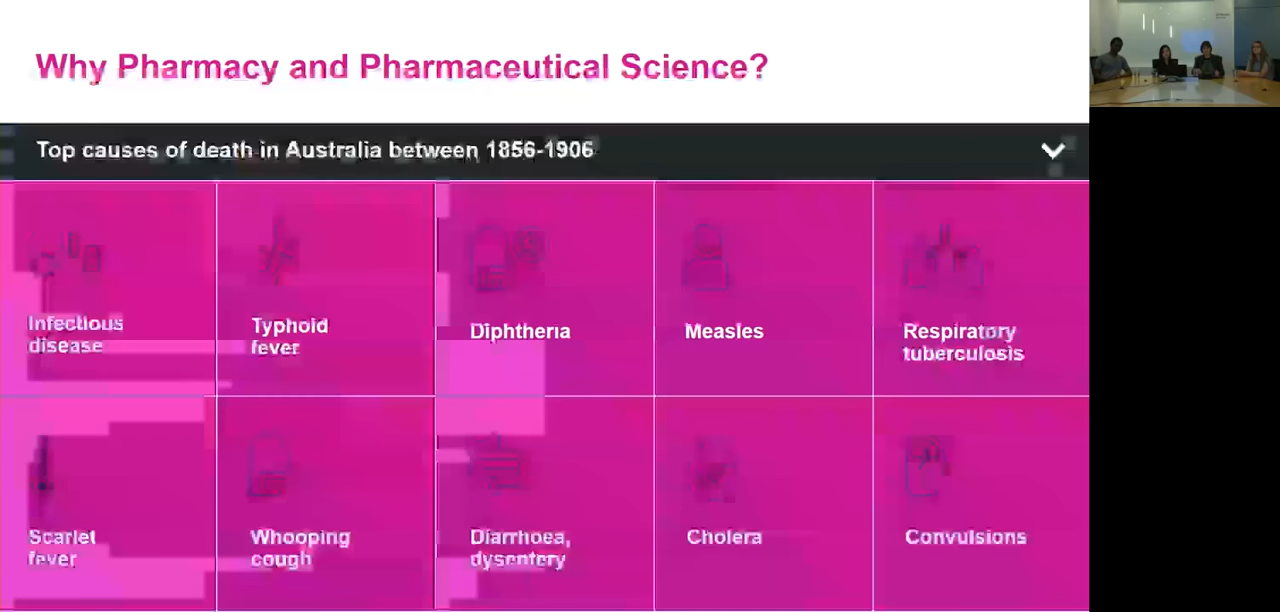 Why Pharmacy and Pharmaceutical Science?
Top causes of death in Australia between 1856-1906
Infectious
disease
Typhoid
fever
Diphtheria
Measles
Respiratory
tuberculosis
Scarlet
fever
Whooping
cough
Diarrhoea,
dysentery
Cholera
Convulsions